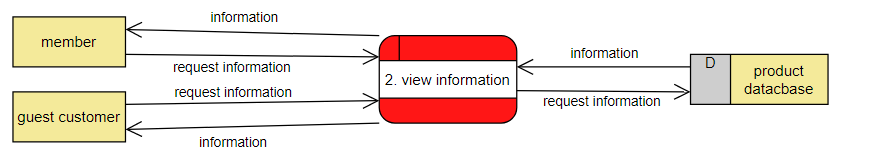 information
member
request information
request information
guest customer
information
2. view information
information
request information
D
product
datacbase